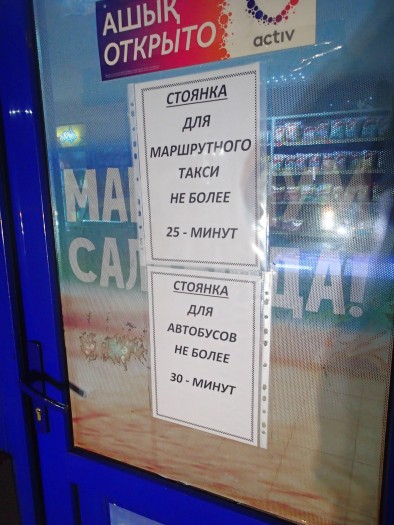 АШЫҚ
ОТКРЫТО
activ
СТОЯНКА
ДЛЯ
МАРШРУТНОГО
ТАКСИ
НЕ БОЛЕЕ
25 - МИНУТ
СТОЯНКА
ДЛЯ
АВТОБУСОВ
НЕ БОЛЕЕ
30 - МИНУТ